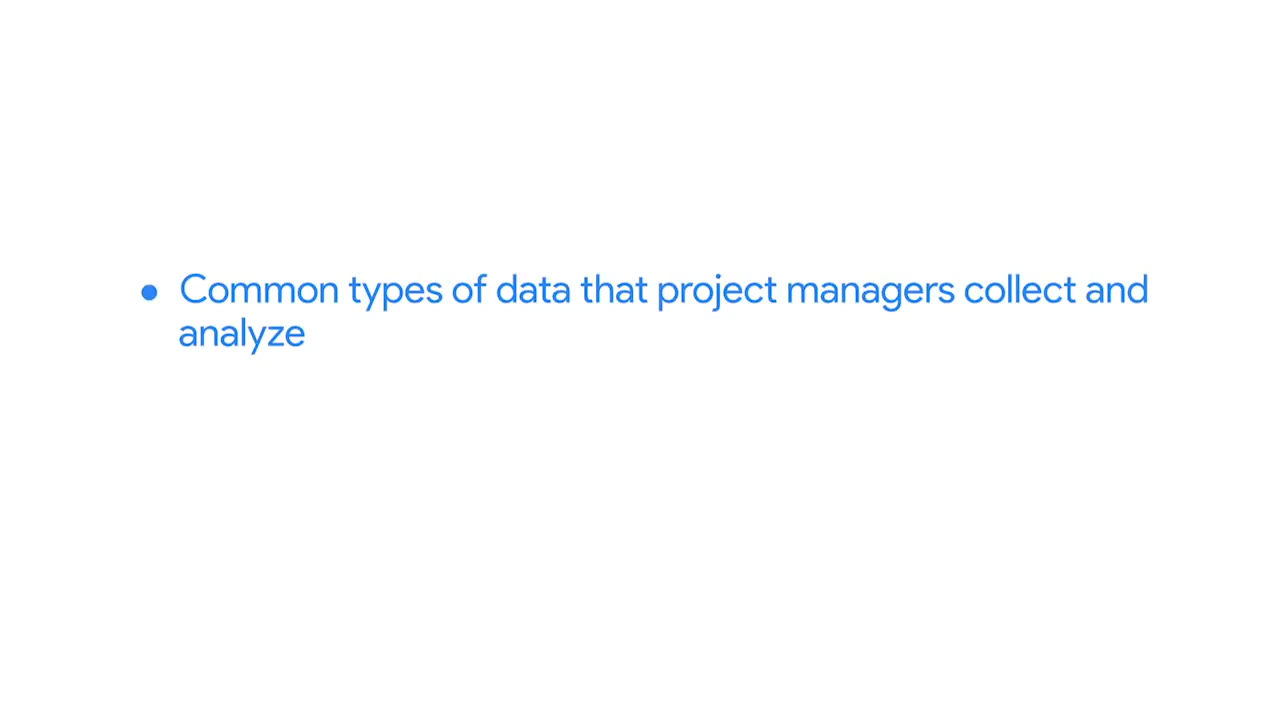 ● Common types of data that project managers collect and
analyze